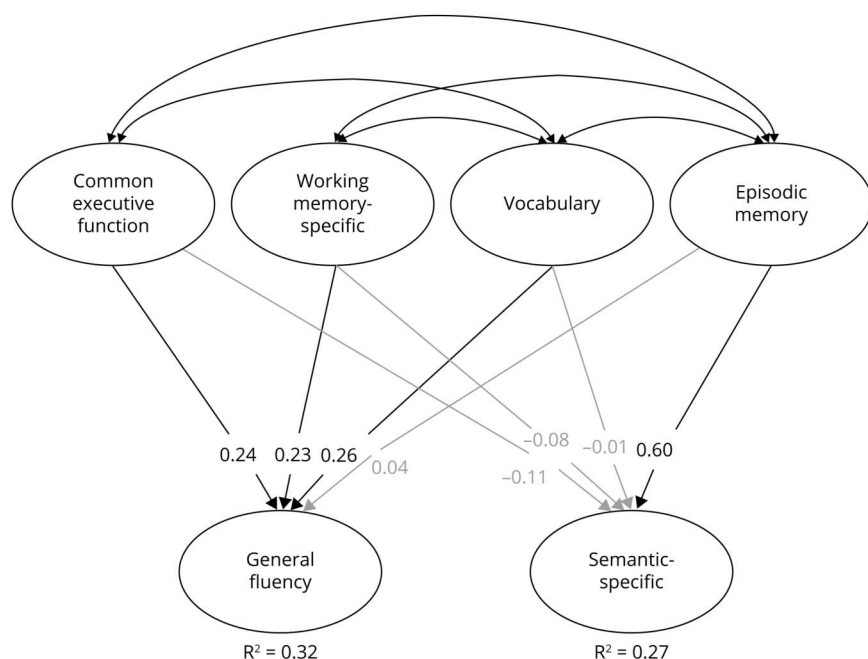 Common
executive
function
Working
memory-
specific
Vocabulary
Episodic
memory
0.24
0.23
0.26
0.04
–0.11
–0.08
–0.01
0.60
General
fluency
Semantic-
specific
R² = 0.32
R² = 0.27